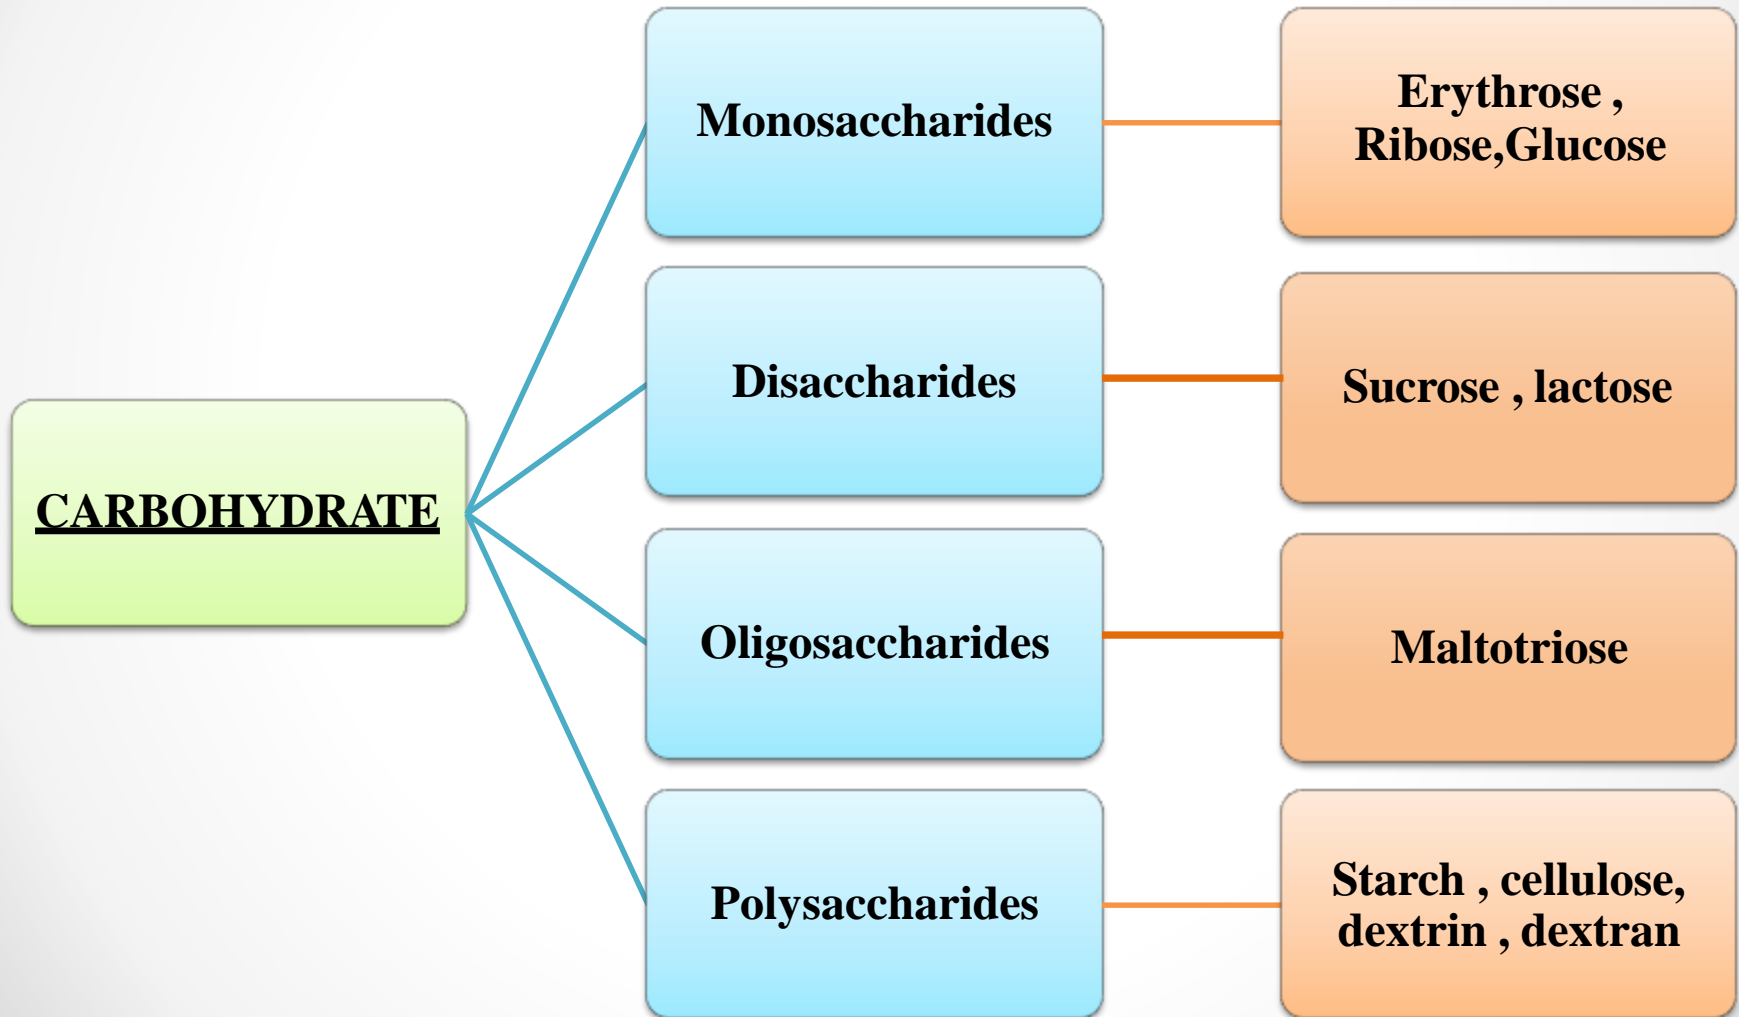 Monosaccharides
Erythrose ,
Ribose,Glucose
Disaccharides
Sucrose , lactose
CARBOHYDRATE
Oligosaccharides
Maltotriose
Polysaccharides
Starch , cellulose,
dextrin , dextran